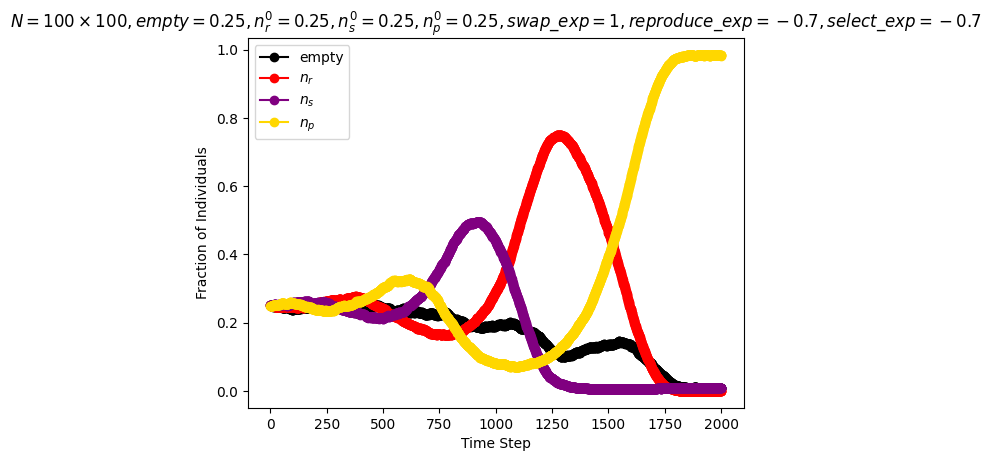 N = 100 × 100, empty = 0.25, n_r^0 = 0.25, n_s^0 = 0.25, n_p^0 = 0.25, swap_exp = 1, reproduce_exp = −0.7, select_exp = −0.7
empty
n_r
n_s
n_p
Fraction of Individuals
1.0
0.8
0.6
0.4
0.2
0.0
0 250 500 750 1000 1250 1500 1750 2000
Time Step